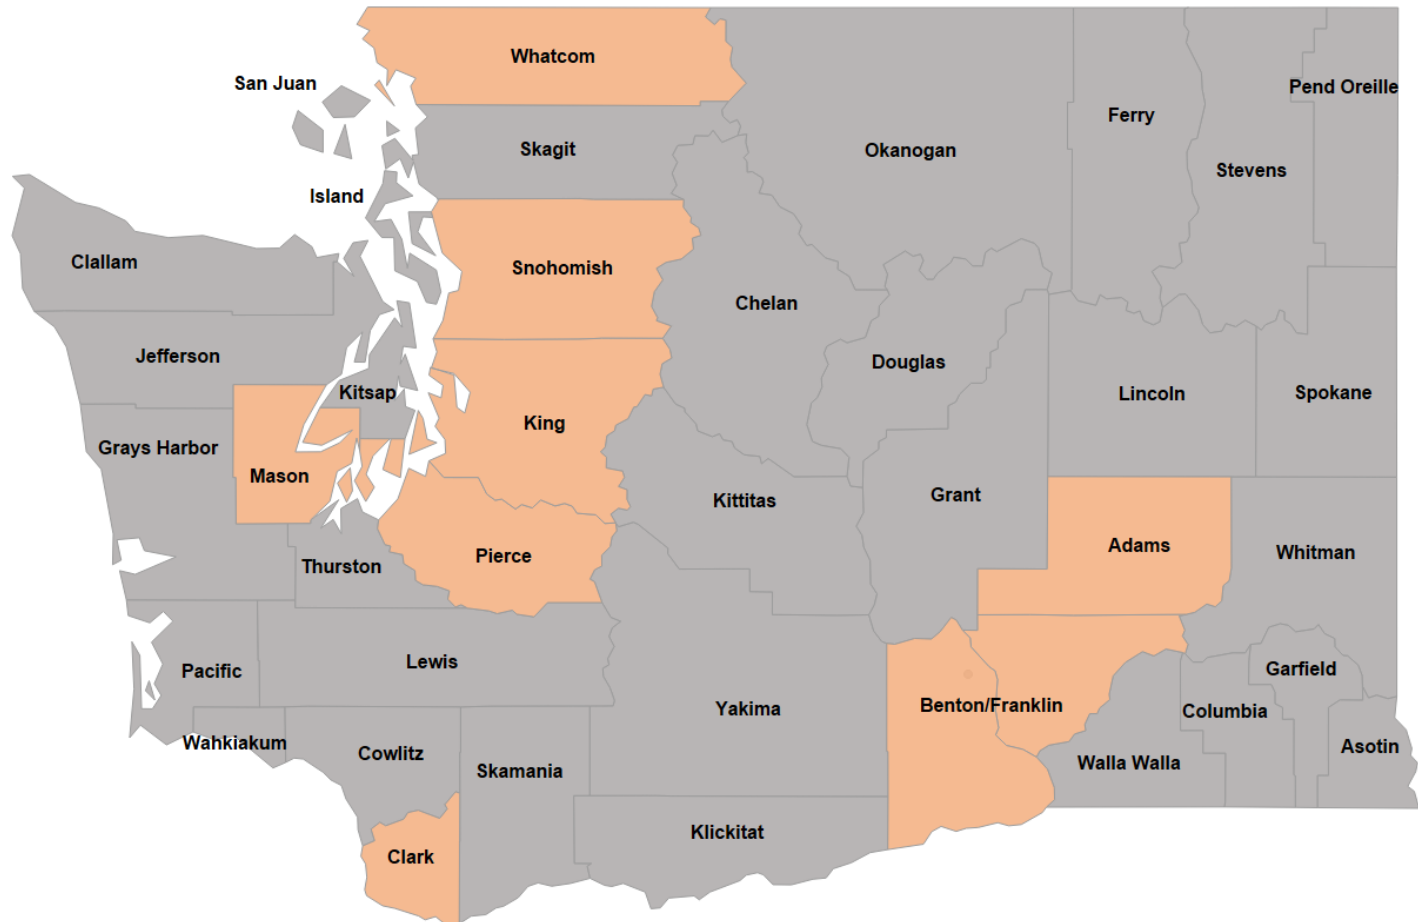 Whatcom
San Juan
Pend Oreille
Ferry
Skagit
Okanogan
Stevens
Island
Clallam
Snohomish
Chelan
Jefferson
Douglas
Kitsap
Lincoln
Spokane
King
Grays Harbor
Mason
Kittitas
Grant
Adams
Pierce
Whitman
Thurston
Lewis
Pacific
Garfield
Yakima
Benton/Franklin
Columbia
Wahkiakum
Cowlitz
Asotin
Skamania
Walla Walla
Klickitat
Clark